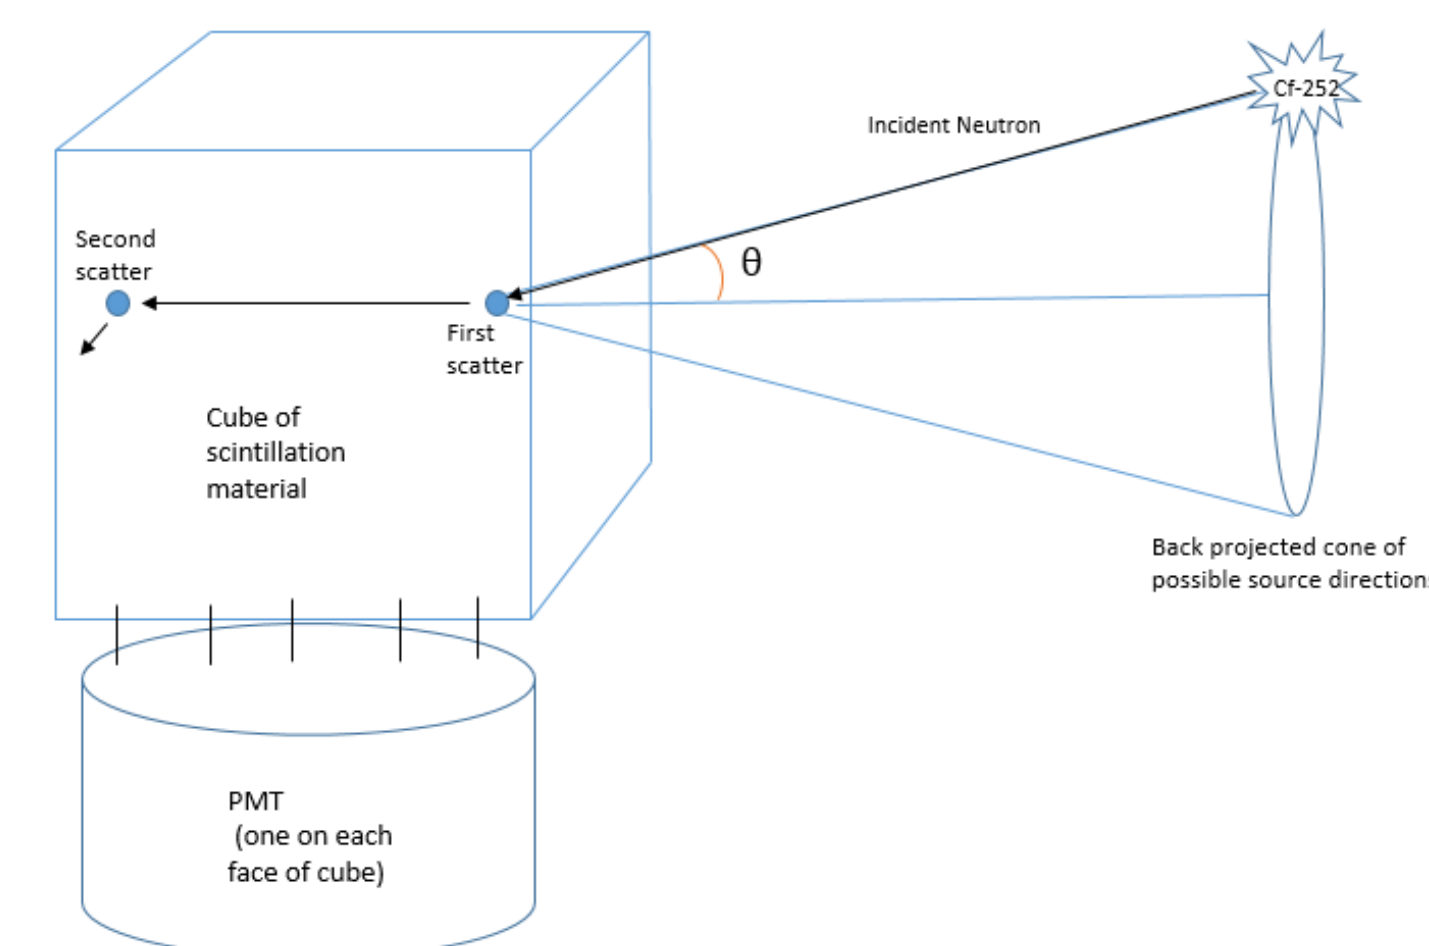 Cf-252
Incident Neutron
θ
Second
scatter
First
scatter
Cube of
scintillation
material
Back projected cone of
possible source direction
PMT
(one on each
face of cube)